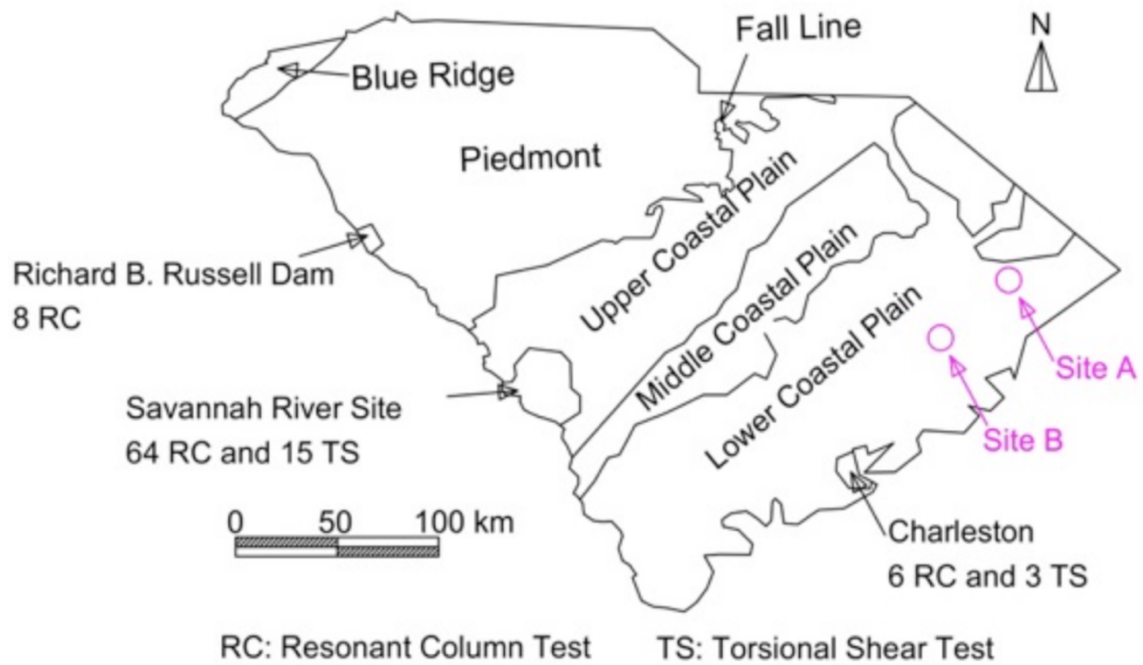 Fall Line
N
Blue Ridge
Piedmont
Upper Coastal Plain
Richard B. Russell Dam
8 RC
Middle Coastal Plain
Lower Coastal Plain
Site A
Savannah River Site
64 RC and 15 TS
Site B
0 50 100 km
Charleston
6 RC and 3 TS
RC: Resonant Column Test TS: Torsional Shear Test